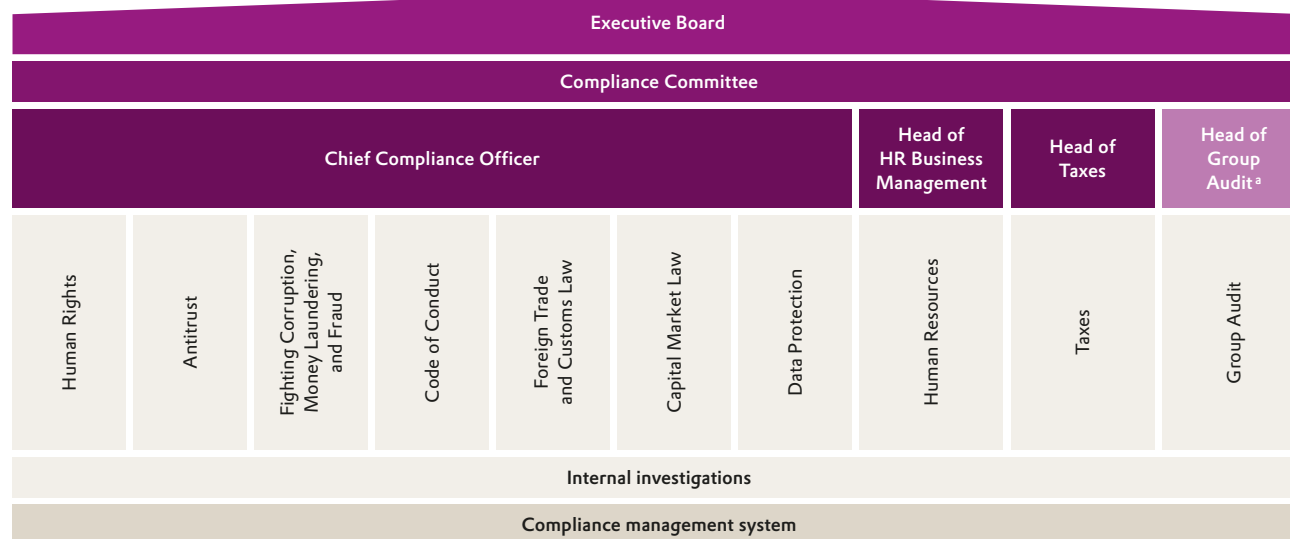 Executive Board
Compliance Committee
Chief Compliance Officer
Head of
HR Business
Management
Head of
Taxes
Head of
Group
Audit a
Human Rights
Antitrust
Fighting Corruption,
Money Laundering,
and Fraud
Code of Conduct
Foreign Trade
and Customs Law
Capital Market Law
Data Protection
Human Resources
Taxes
Group Audit
Internal investigations
Compliance management system